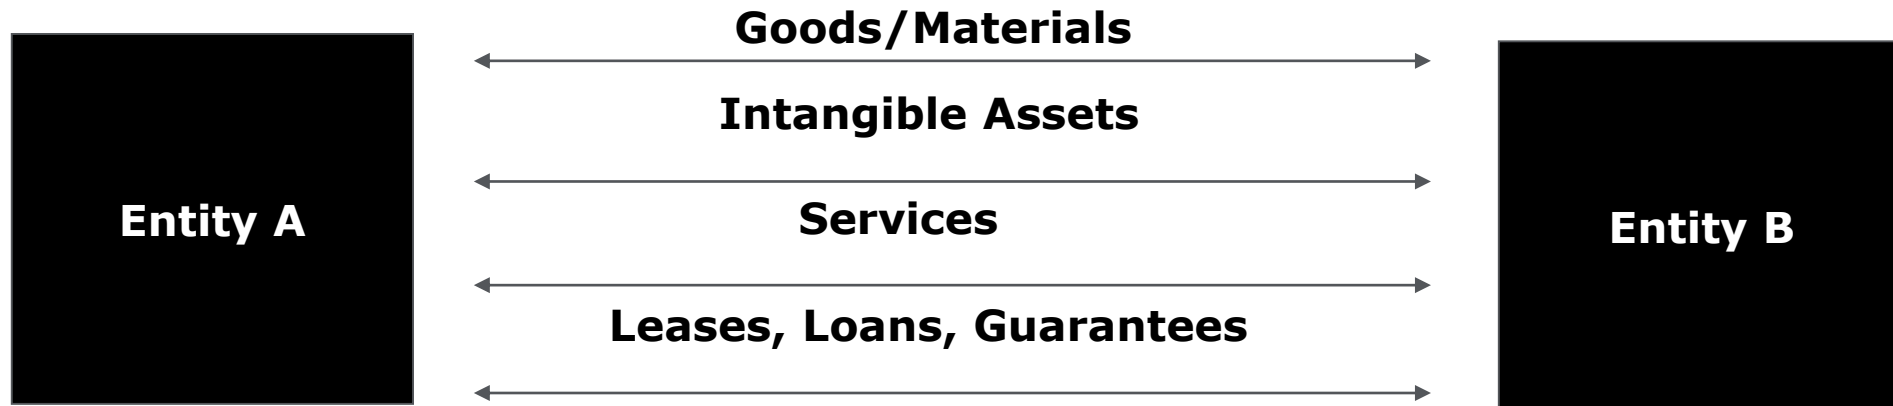 Goods/Materials
Intangible Assets
Services
Leases, Loans, Guarantees
Entity A
Entity B